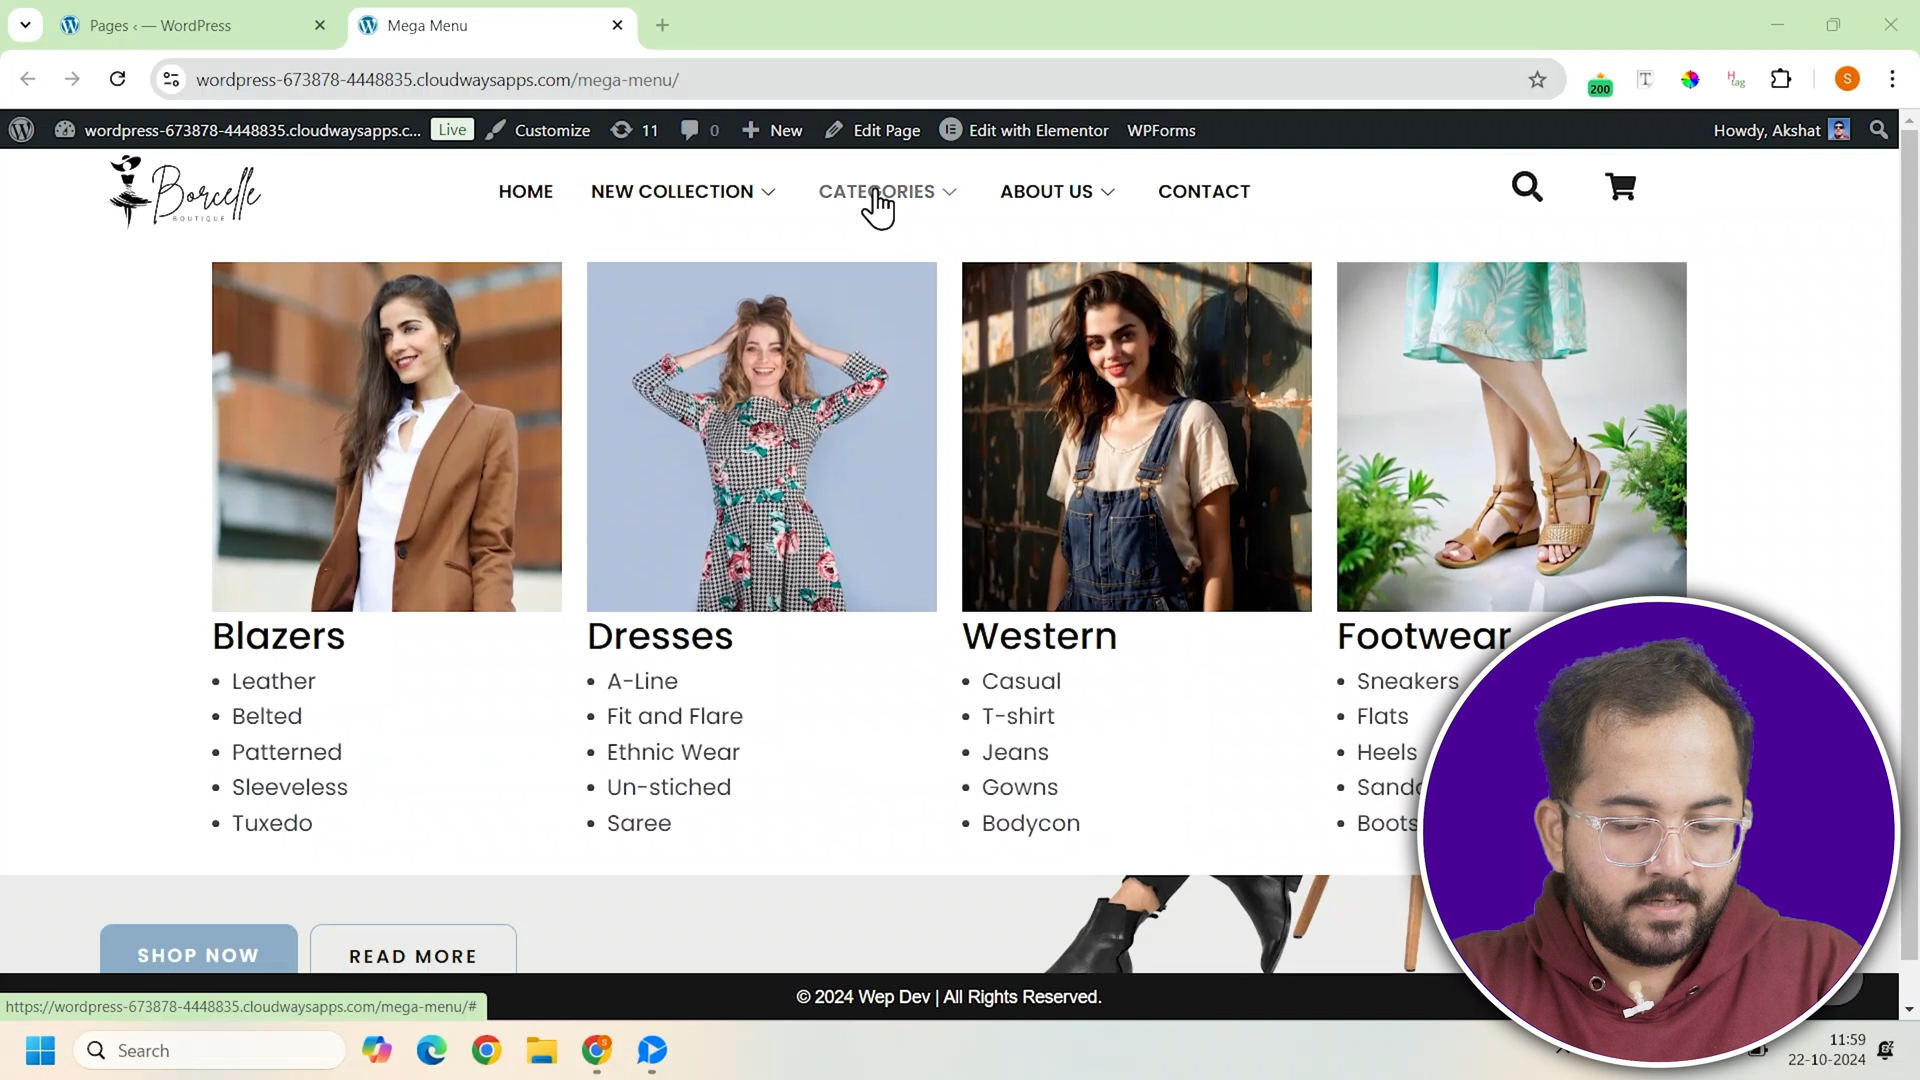 Pages ‹ — WordPress
Mega Menu
wordpress-673878-4448835.cloudwaysapps.com/mega-menu/
200
T
H
tag
S
wordpress-673878-4448835.cloudwaysapps.c...
Live
Customize
11
0
New
Edit Page
Edit with Elementor
WPForms
Howdy, Akshat
Borcelle
BOUTIQUE
HOME
NEW COLLECTION
CATEGORIES
ABOUT US
CONTACT
Blazers
Leather
Belted
Patterned
Sleeveless
Tuxedo
Dresses
A-Line
Fit and Flare
Ethnic Wear
Un-stiched
Saree
Western
Casual
T-shirt
Jeans
Gowns
Bodycon
Footwear
Sneakers
Flats
Heels
Boots
SHOP NOW
READ MORE
© 2024 Wep Dev | All Rights Reserved.
https://wordpress-673878-4448835.cloudwaysapps.com/mega-menu/#
Search
11:59
22-10-2024